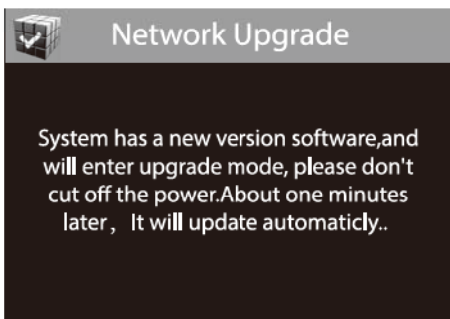 Network Upgrade
System has a new version software,and
will enter upgrade mode, please don't
cut off the power.About one minutes
later，It will update automaticly..